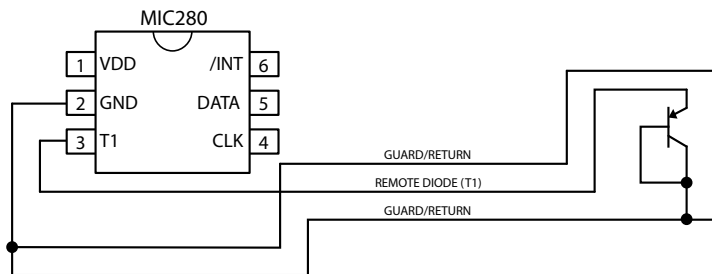 MIC280
1 VDD /INT 6
2 GND DATA 5
3 T1 CLK 4
GUARD/RETURN
REMOTE DIODE (T1)
GUARD/RETURN